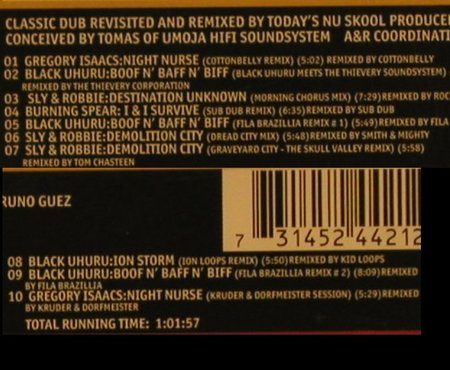 CLASSIC DUB REVISITED AND REMIXED BY TODAY'S NU SKOOL PRODUCE
CONCEIVED BY TOMAS OF UMOJA HIFI SOUNDSYSTEM A&R COORDINATI
01 GREGORY ISAACS:NIGHT NURSE (COTTONBELLY REMIX) (5:02) REMIXED BY COTTONBELLY
02 BLACK UHURU:BOOF N' BAFF N' BIFF (BLACK UHURU MEETS THE THIEVERY SOUNDSYSTEM)
REMIXED BY THE THIEVERY CORPORATION
03 SLY & ROBBIE:DESTINATION UNKNOWN (MORNING CHORUS MIX) (7:29)REMIXED BY ROC
04 BURNING SPEAR: I & I SURVIVE (SUB DUB REMIX) (6:35)REMIXED BY SUB DUB
05 BLACK UHURU:BOOF N' BAFF N' BIFF (FILA BRAZILLIA REMIX # 1) (5:49)REMIXED BY FILA
06 SLY & ROBBIE:DEMOLITION CITY (DREAD CITY MIX) (5:48)REMIXED BY SMITH & MIGHTY
07 SLY & ROBBIE:DEMOLITION CITY (GRAVEYARD CITY - THE SKULL VALLEY REMIX) (5:58)
REMIXED BY TOM CHASTEEN
RUNO GUEZ
7 31452 44212
08 BLACK UHURU:ION STORM (ION LOOPS REMIX) (5:50)REMIXED BY KID LOOPS
09 BLACK UHURU:BOOF N' BAFF N' BIFF (FILA BRAZILLIA REMIX # 2) (8:09)REMIXED
BY FILA BRAZILLIA
10 GREGORY ISAACS:NIGHT NURSE (KRUDER & DORFMEISTER SESSION) (5:29)REMIXED
BY KRUDER & DORFMEISTER
TOTAL RUNNING TIME: 1:01:57